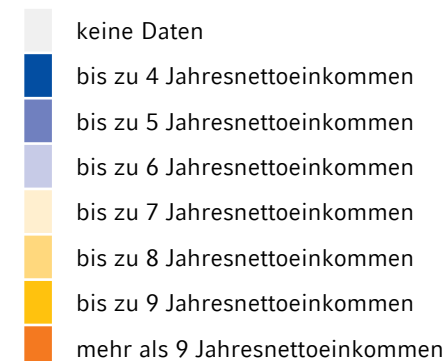 keine Daten
bis zu 4 Jahresnettoeinkommen
bis zu 5 Jahresnettoeinkommen
bis zu 6 Jahresnettoeinkommen
bis zu 7 Jahresnettoeinkommen
bis zu 8 Jahresnettoeinkommen
bis zu 9 Jahresnettoeinkommen
mehr als 9 Jahresnettoeinkommen